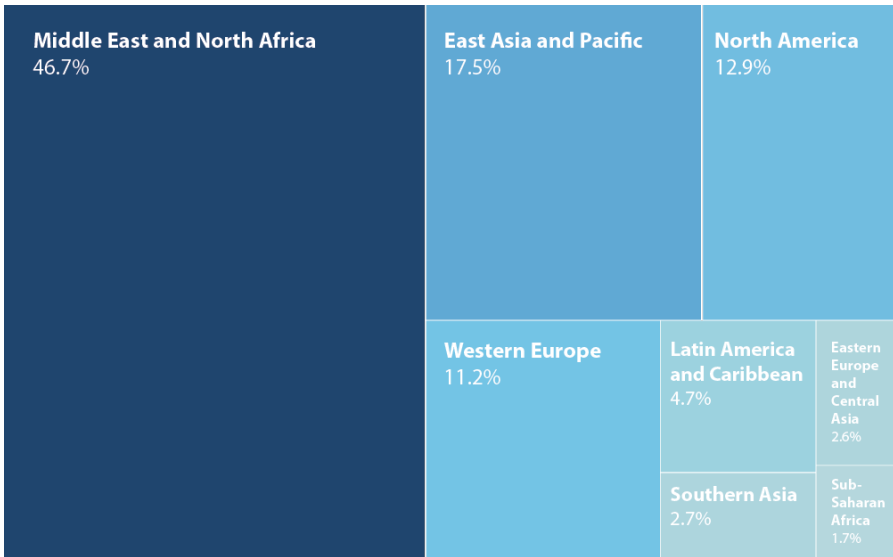 Middle East and North Africa
46.7%
East Asia and Pacific
17.5%
North America
12.9%
Western Europe
11.2%
Latin America
and Caribbean
4.7%
Eastern
Europe
and
Central
Asia
2.6%
Southern Asia
2.7%
Sub-
Saharan
Africa
1.7%